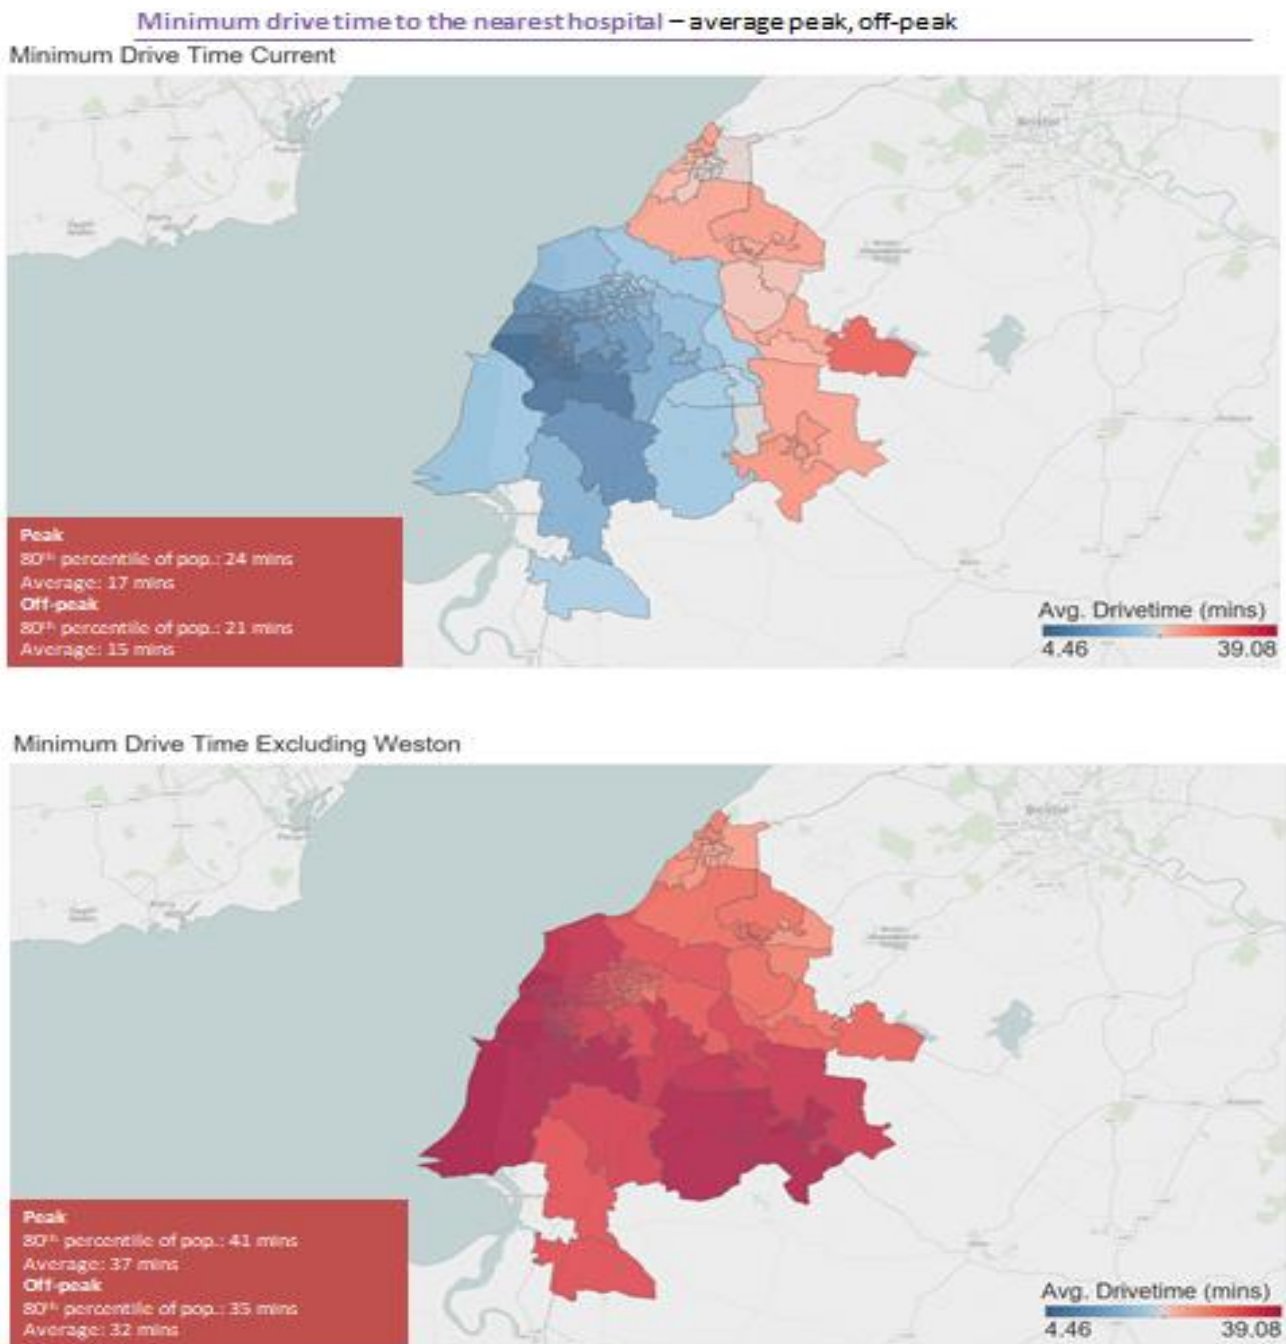 Minimum drive time to the nearest hospital – average peak, off-peak
Minimum Drive Time Current
Bristol
Peak
80th percentile of pop.: 24 mins
Average: 17 mins
Off-peak
80th percentile of pop.: 21 mins
Average: 15 mins
Avg. Drivetime (mins)
4.46 39.08
Minimum Drive Time Excluding Weston
Bristol
Peak
80th percentile of pop.: 41 mins
Average: 37 mins
Off-peak
80th percentile of pop.: 35 mins
Average: 32 mins
Avg. Drivetime (mins)
4.46 39.08